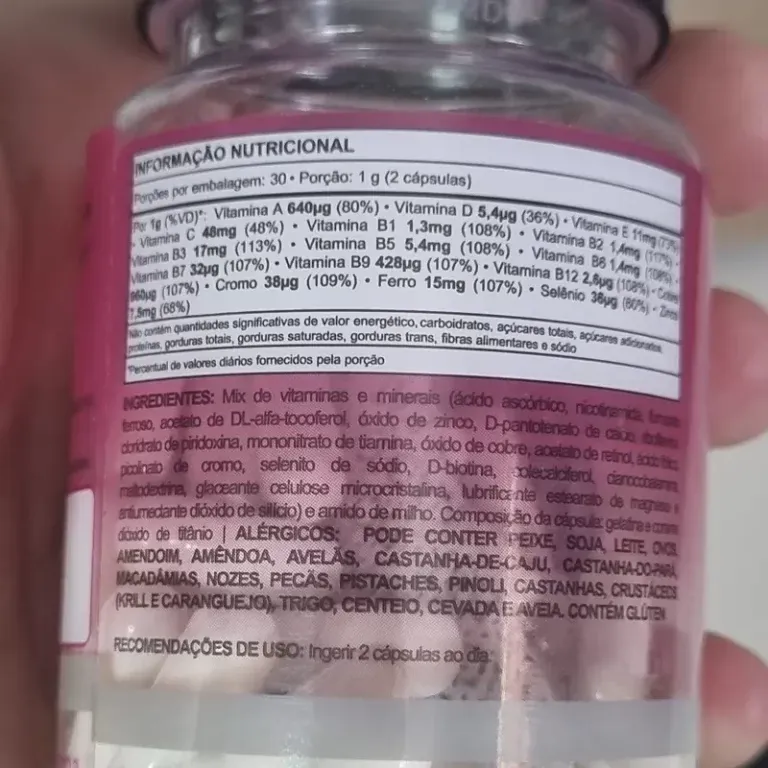 INFORMAÇÃO NUTRICIONAL
Porções por embalagem: 30 • Porção: 1 g (2 cápsulas)
Por 1g (%VD)*: Vitamina A 640µg (80%) • Vitamina D 5,4µg (36%) • Vitamina E 11mg
• Vitamina C 48mg (48%) • Vitamina B1 1,3mg (108%) • Vitamina B2 1,4mg (117%) •
Vitamina B3 17mg (113%) • Vitamina B5 5,4mg (108%) • Vitamina B6 1,4mg (108%) •
Vitamina B7 32µg (107%) • Vitamina B9 428µg (107%) • Vitamina B12 2,6µg (108%) •
960µg (107%) • Cromo 38µg (109%) • Ferro 15mg (107%) • Selênio 36µg (60%) • Zinco
7,5mg (68%)
Não contém quantidades significativas de valor energético, carboidratos, açúcares totais, açúcares adicionados,
proteínas, gorduras totais, gorduras saturadas, gorduras trans, fibras alimentares e sódio
*Percentual de valores diários fornecidos pela porção
INGREDIENTES: Mix de vitaminas e minerais (ácido ascórbico, nicotinamida, fumarato
ferroso, acetato de DL-alfa-tocoferol, óxido de zinco, D-pantotenato de cálcio, riboflavina
cloridrato de piridoxina, mononitrato de tiamina, óxido de cobre, acetato de retinol, ácido fólico
picolinato de cromo, selenito de sódio, D-biotina, colecalciferol, cianocobalamina,
maltodextrina, glaceante celulose microcristalina, lubrificante estearato de magnésio e
antiumectante dióxido de silício) e amido de milho. Composição da cápsula: gelatina e corante
dióxido de titânio | ALÉRGICOS: PODE CONTER PEIXE, SOJA, LEITE, OVOS,
AMENDOIM, AMÊNDOA, AVELÃS, CASTANHA-DE-CAJU, CASTANHA-DO-PARÁ,
MACADÂMIAS, NOZES, PECÃS, PISTACHES, PINOLI, CASTANHAS, CRUSTÁCEOS
(KRILL E CARANGUEJO), TRIGO, CENTEIO, CEVADA E AVEIA. CONTÉM GLÚTEN
RECOMENDAÇÕES DE USO: Ingerir 2 cápsulas ao dia.